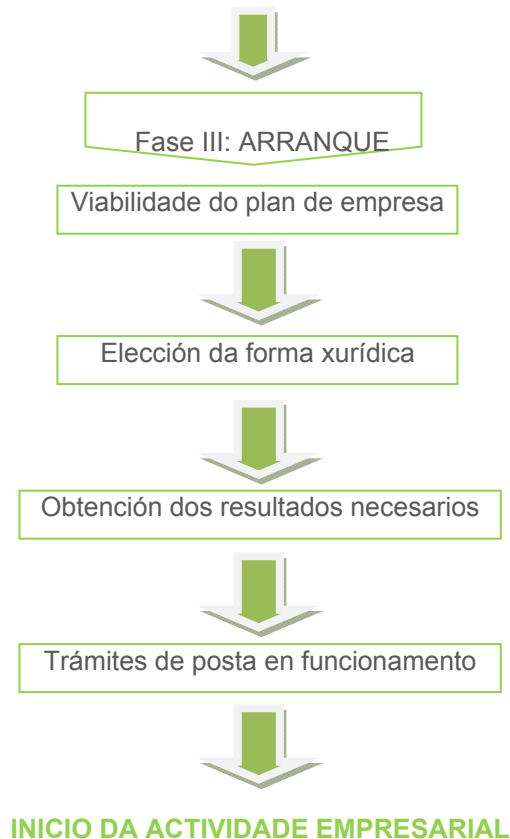 Fase III: ARRANQUE
Viabilidade do plan de empresa
Elección da forma xurídica
Obtención dos resultados necesarios
Trámites de posta en funcionamento
INICIO DA ACTIVIDADE EMPRESARIAL